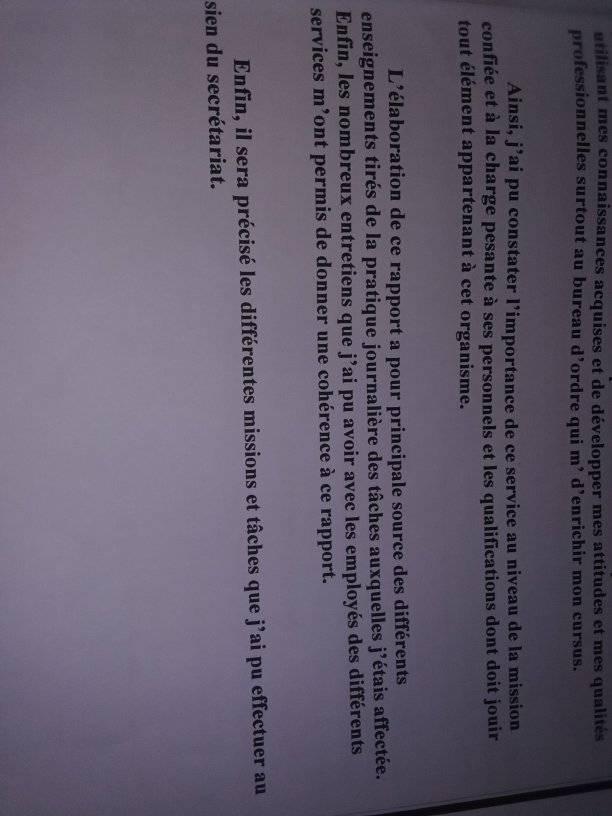 utilisant mes connaissances acquises et de développer mes attitudes et mes qualités
professionnelles surtout au bureau d'ordre qui m' d'enrichir mon cursus.
Ainsi, j'ai pu constater l'importance de ce service au niveau de la mission
confiée et à la charge pesante à ses personnels et les qualifications dont doit jouir
tout élément appartenant à cet organisme.
L'élaboration de ce rapport a pour principale source des différents
enseignements tirés de la pratique journalière des tâches auxquelles j'étais affectée.
Enfin, les nombreux entretiens que j'ai pu avoir avec les employés des différents
services m'ont permis de donner une cohérence à ce rapport.
Enfin, il sera précisé les différentes missions et tâches que j'ai pu effectuer au
sien du secrétariat.